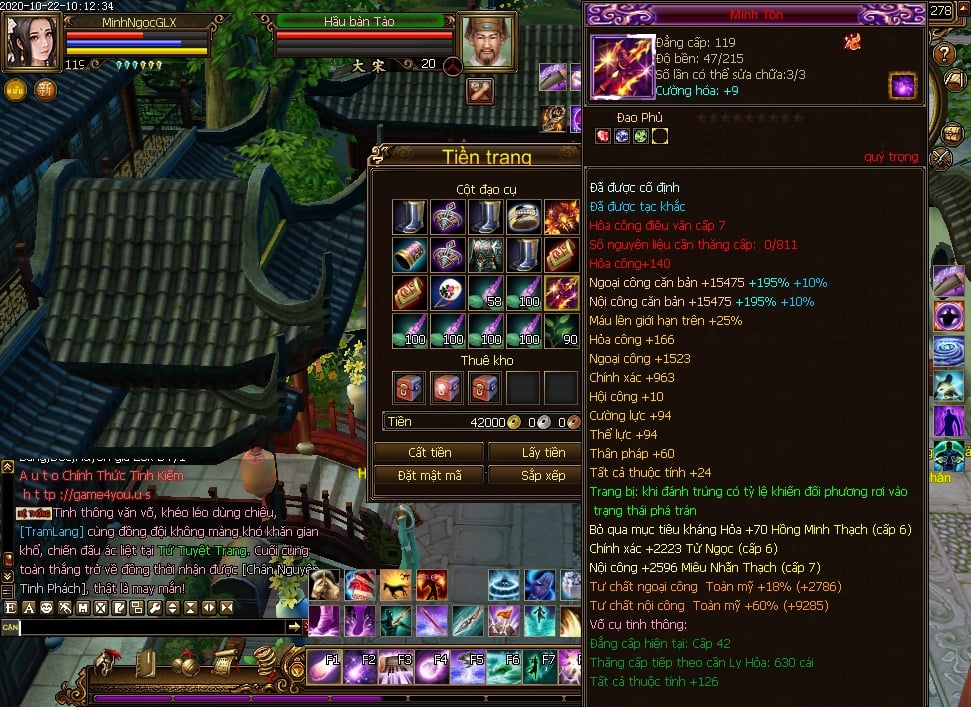 2020-10-22-10:12:34
MinhNgocGLX
119
Hầu bàn Tào
大宋
20
278
Minh Tôn
Đẳng cấp: 119
Độ bền: 47/215
Số lần có thể sửa chữa:3/3
Cường hóa: +9
Đao Phủ
quý trọng
Đã được cố định
Đã được tạc khắc
Hỏa công điêu văn cấp 7
Số nguyên liệu cần thăng cấp: 0/811
Hỏa công+140
Ngoại công căn bản +15475 +195% +10%
Nội công căn bản +15475 +195% +10%
Máu lên giới hạn trên +25%
Hỏa công +166
Ngoại công +1523
Chính xác +963
Hội công +10
Cường lực +94
Thể lực +94
Thân pháp +60
Tất cả thuộc tính +24
Trang bị: khi đánh trúng có tỷ lệ khiến đối phương rơi vào
trạng thái phá trán
Bỏ qua mục tiêu kháng Hỏa +70 Hồng Minh Thạch (cấp 6)
Chính xác +2223 Tử Ngọc (cấp 6)
Nội công +2596 Miêu Nhãn Thạch (cấp 7)
Tư chất ngoại công Toàn mỹ +18% (+2786)
Tư chất nội công Toàn mỹ +60% (+9285)
Võ cụ tinh thông:
Đẳng cấp hiện tại: Cấp 42
Thăng cấp tiếp theo cần Ly Hỏa: 630 cái
Tất cả thuộc tính +126
Tiền trang
Cột đạo cụ
58
100
100
100
100
100
90
Thuê kho
Tiền
42000
0
0
Cất tiền
Lấy tiền
Đặt mật mã
Sắp xếp
Auto Chính Thức Tình Kiếm
http://game4you.us
Tinh thông văn võ, khéo léo dùng chiêu,
[TramLang] cùng đồng đội không màng khó khăn gian
khổ, chiến đấu ác liệt tại Tứ Tuyệt Trang. Cuối cùng
toàn thắng trở về đồng thời nhận được [Chân Nguyên
Tinh Phách], thật là may mắn!
CẬN
F1
F2
F3
F4
F5
F6
F7